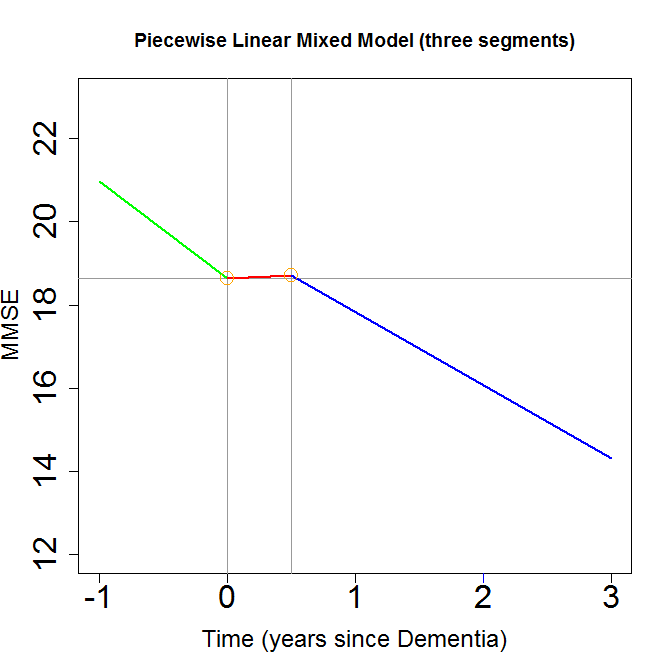 Piecewise Linear Mixed Model (three segments)
22
20
18
16
14
12
MMSE
-1 0 1 2 3
Time (years since Dementia)